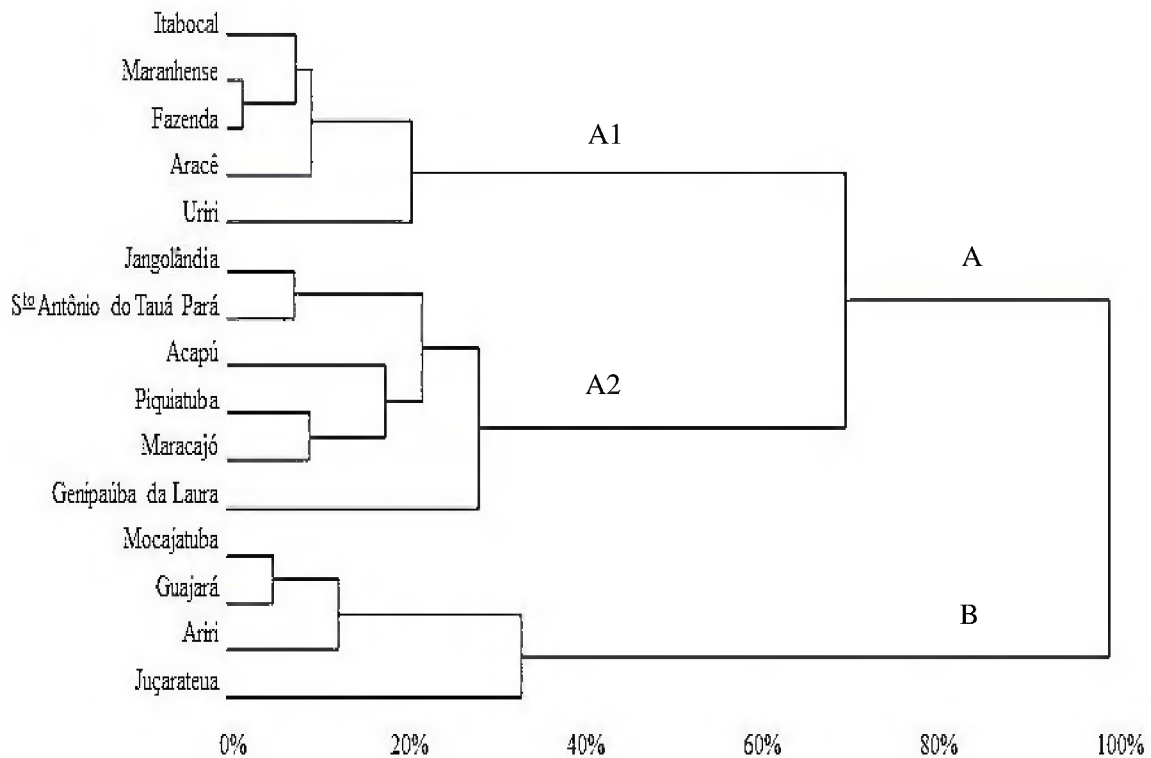 Itabocal
Maranhense
Fazenda
Aracê
Uriri
A1
Jangolândia
Sto Antônio do Tauá Pará
Acapú
Piquiatuba
Maracajó
Genipaúba da Laura
A2
A
Mocajatuba
Guajará
Ariri
Juçarateua
B
0% 20% 40% 60% 80% 100%